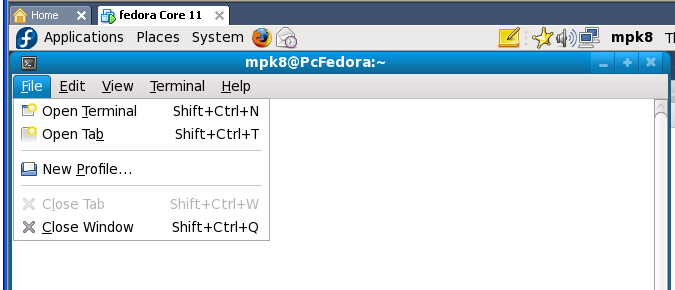 Home fedora Core 11
Applications Places System mpk8
mpk8@PcFedora:~
File Edit View Terminal Help
Open Terminal Shift+Ctrl+N
Open Tab Shift+Ctrl+T
New Profile...
Close Tab Shift+Ctrl+W
Close Window Shift+Ctrl+Q